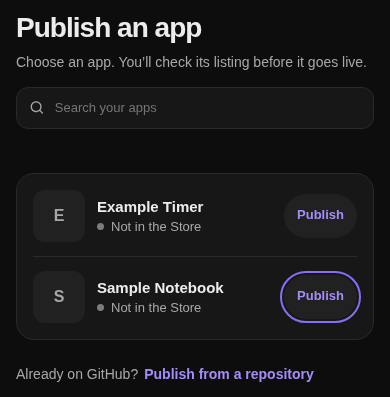 Publish an app
Choose an app. You’ll check its listing before it goes live.
Search your apps
E
Example Timer
Not in the Store
Publish
S
Sample Notebook
Not in the Store
Publish
Already on GitHub? Publish from a repository